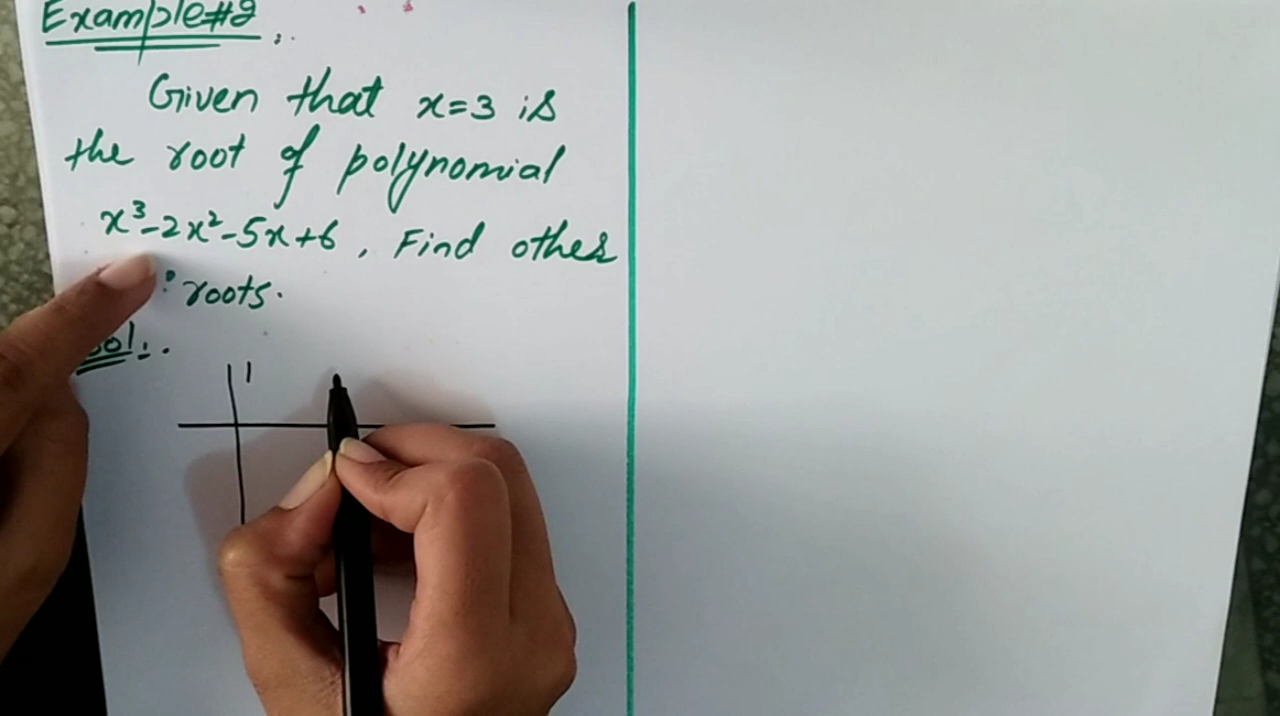 Example#2
Given that x=3 is
the root of polynomial
x³-2x²-5x+6, Find other
roots.
Sol:.
1